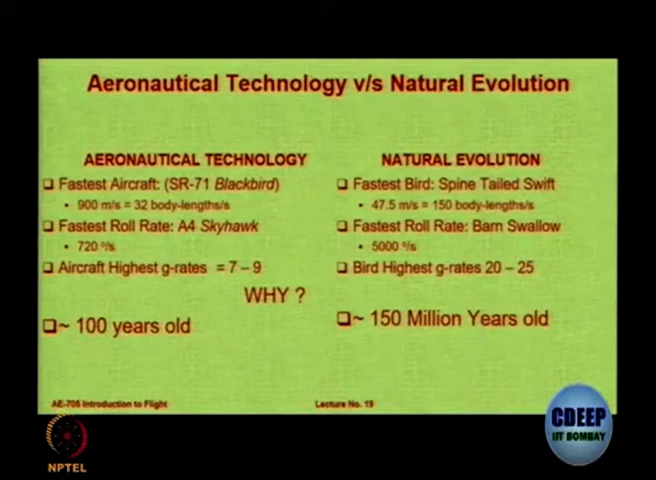 Aeronautical Technology v/s Natural Evolution
AERONAUTICAL TECHNOLOGY
❑ Fastest Aircraft: (SR-71 Blackbird)
• 900 m/s = 32 body-lengths/s
❑ Fastest Roll Rate: A4 Skyhawk
• 720 º/s
❑ Aircraft Highest g-rates = 7 – 9
WHY ?
❑~ 100 years old
NATURAL EVOLUTION
❑ Fastest Bird: Spine Tailed Swift
• 47.5 m/s = 150 body-lengths/s
❑ Fastest Roll Rate: Barn Swallow
• 5000 º/s
❑ Bird Highest g-rates 20 – 25
❑~ 150 Million Years old
AE-705 Introduction to Flight
Lecture No. 19
NPTEL
CDEEP
IIT BOMBAY